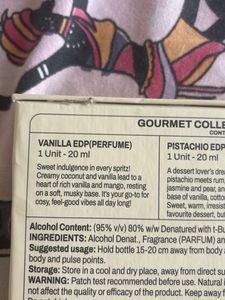 GOURMET COLLE
CONT
VANILLA EDP(PERFUME)
1 Unit - 20 ml
Sweet indulgence in every spritz!
Creamy coconut and vanilla lead to a
heart of rich vanilla and mango, resting
on a soft, musky base. It's your go-to for
cosy, feel-good vibes all day long!
PISTACHIO EDP
1 Unit - 20 ml
A dessert lover's drea
pistachio meets rum
jasmine and pear, and
base of vanilla, cotto
Sweet, warm, irresist
favourite dessert, but
Alcohol Content: (95% v/v) 80% w/w Denatured with t-Bu
INGREDIENTS: Alcohol Denat., Fragrance (PARFUM) an
Suggested usage: Hold bottle 15-20 cm away from body a
body and pulse points.
Storage: Store in a cool and dry place, away from direct su
WARNING: Patch test recommended before use. Natural
not affect the quality or efficacy of the product. Keep away f